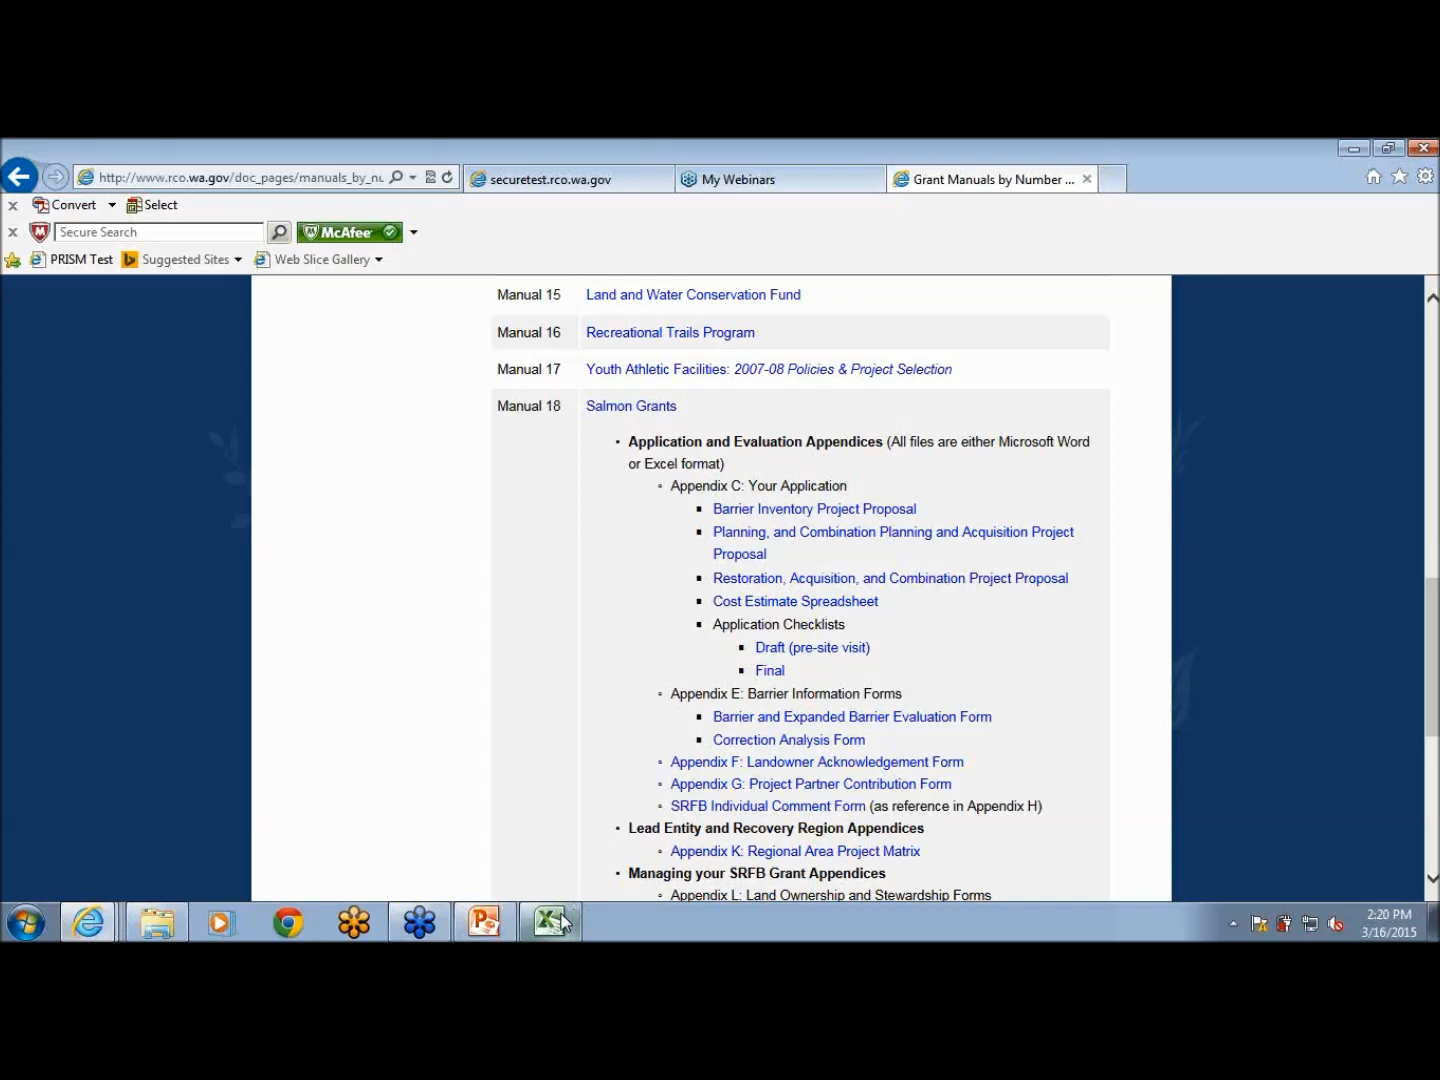 http://www.rco.wa.gov/doc_pages/manuals_by_nu
securetest.rco.wa.gov
My Webinars
Grant Manuals by Number ...
Convert
Select
Secure Search
McAfee
PRISM Test
Suggested Sites
Web Slice Gallery
Manual 15 Land and Water Conservation Fund
Manual 16 Recreational Trails Program
Manual 17 Youth Athletic Facilities: 2007-08 Policies & Project Selection
Manual 18 Salmon Grants
• Application and Evaluation Appendices (All files are either Microsoft Word
or Excel format)
◦ Appendix C: Your Application
▪ Barrier Inventory Project Proposal
▪ Planning, and Combination Planning and Acquisition Project
Proposal
▪ Restoration, Acquisition, and Combination Project Proposal
▪ Cost Estimate Spreadsheet
▪ Application Checklists
▪ Draft (pre-site visit)
▪ Final
◦ Appendix E: Barrier Information Forms
▪ Barrier and Expanded Barrier Evaluation Form
▪ Correction Analysis Form
◦ Appendix F: Landowner Acknowledgement Form
◦ Appendix G: Project Partner Contribution Form
◦ SRFB Individual Comment Form (as reference in Appendix H)
• Lead Entity and Recovery Region Appendices
◦ Appendix K: Regional Area Project Matrix
• Managing your SRFB Grant Appendices
Appendix L: Land Ownership and Stewardship Forms
2:20 PM
3/16/2015